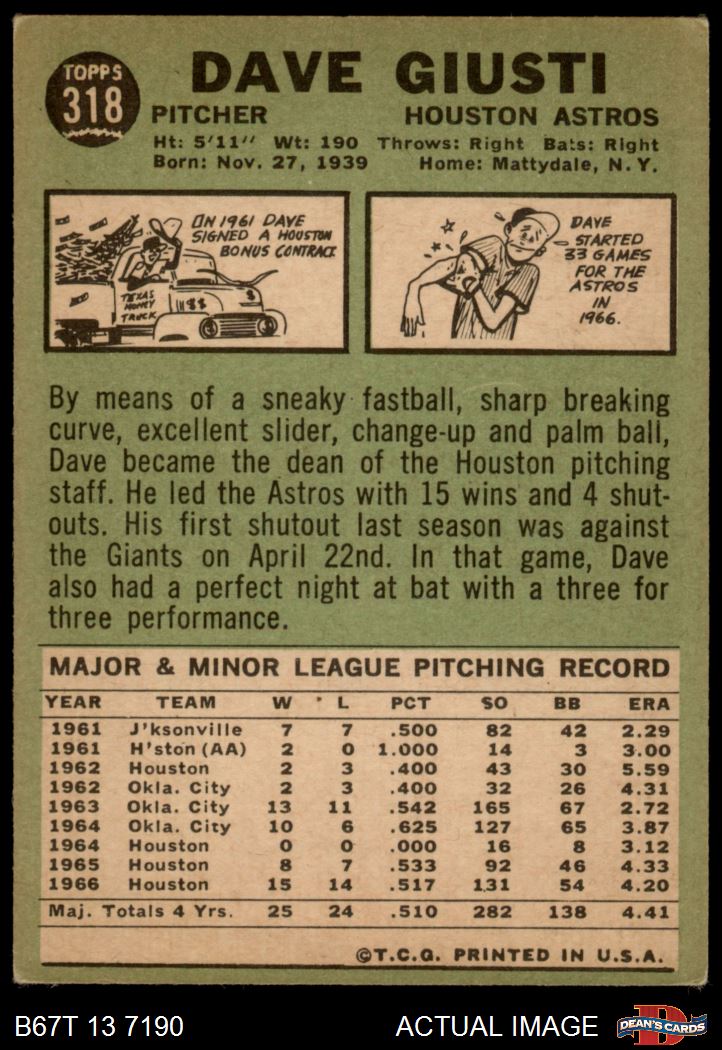 TOPPS
318
DAVE GIUSTI
PITCHER HOUSTON ASTROS
Ht: 5'11" Wt: 190 Throws: Right Bats: Right
Born: Nov. 27, 1939 Home: Mattydale, N.Y.
IN 1961 DAVE
SIGNED A HOUSTON
BONUS CONTRACT.
TEXAS
MONEY
TRUCK
DAVE
STARTED
33 GAMES
FOR THE
ASTROS
IN
1966.
By means of a sneaky fastball, sharp breaking
curve, excellent slider, change-up and palm ball,
Dave became the dean of the Houston pitching
staff. He led the Astros with 15 wins and 4 shut-
outs. His first shutout last season was against
the Giants on April 22nd. In that game, Dave
also had a perfect night at bat with a three for
three performance.
MAJOR & MINOR LEAGUE PITCHING RECORD
YEAR TEAM W L PCT SO BB ERA
1961 J'ksonville 7 7 .500 82 42 2.29
1961 H'ston (AA) 2 0 1.000 14 3 3.00
1962 Houston 2 3 .400 43 30 5.59
1962 Okla. City 2 3 .400 32 26 4.31
1963 Okla. City 13 11 .542 165 67 2.72
1964 Okla. City 10 6 .625 127 65 3.87
1964 Houston 0 0 .000 16 8 3.12
1965 Houston 8 7 .533 92 46 4.33
1966 Houston 15 14 .517 131 54 4.20
Maj. Totals 4 Yrs. 25 24 .510 282 138 4.41
©T.C.G. PRINTED IN U.S.A.
B67T 13 7190 ACTUAL IMAGE
D
DEAN'S CARDS